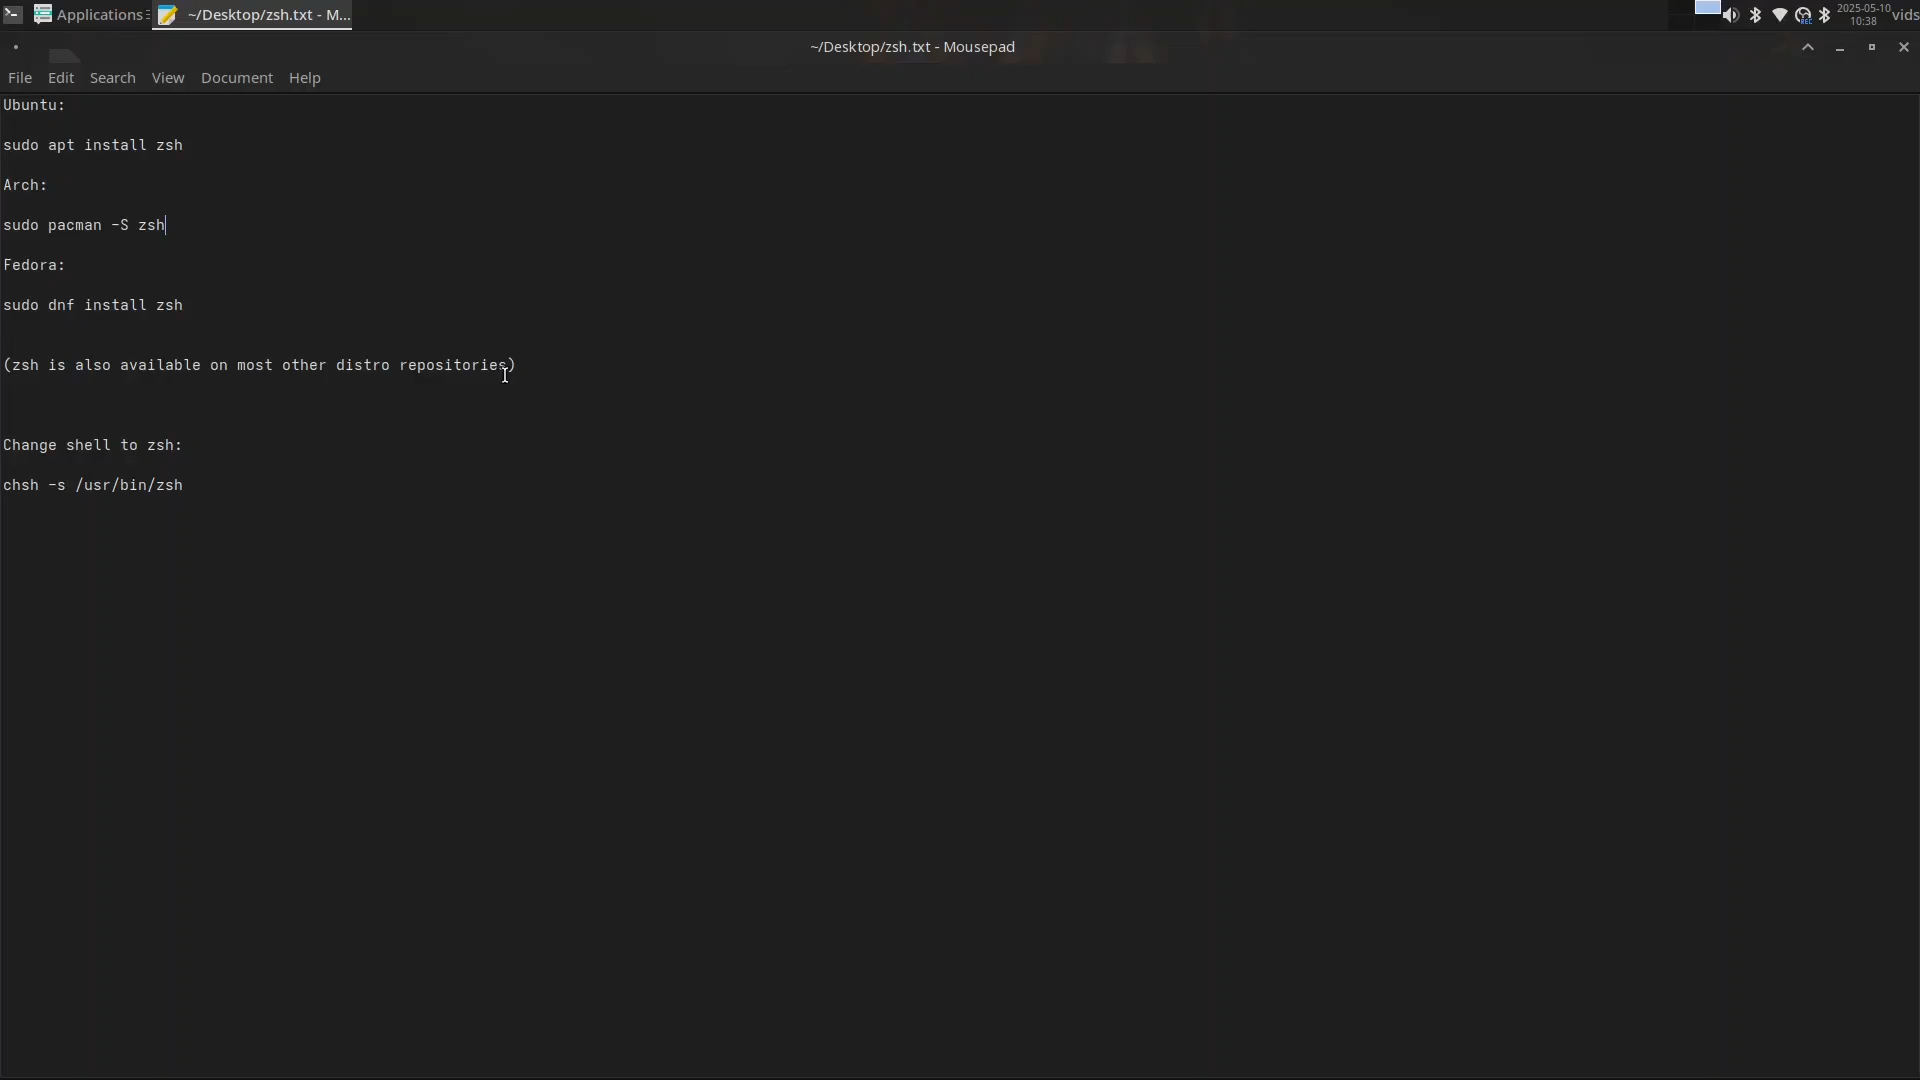 Applications
~/Desktop/zsh.txt - M...
2025-05-10
10:38
vids
~/Desktop/zsh.txt - Mousepad
File Edit Search View Document Help
Ubuntu:
sudo apt install zsh
Arch:
sudo pacman -S zsh
Fedora:
sudo dnf install zsh
(zsh is also available on most other distro repositories)
Change shell to zsh:
chsh -s /usr/bin/zsh